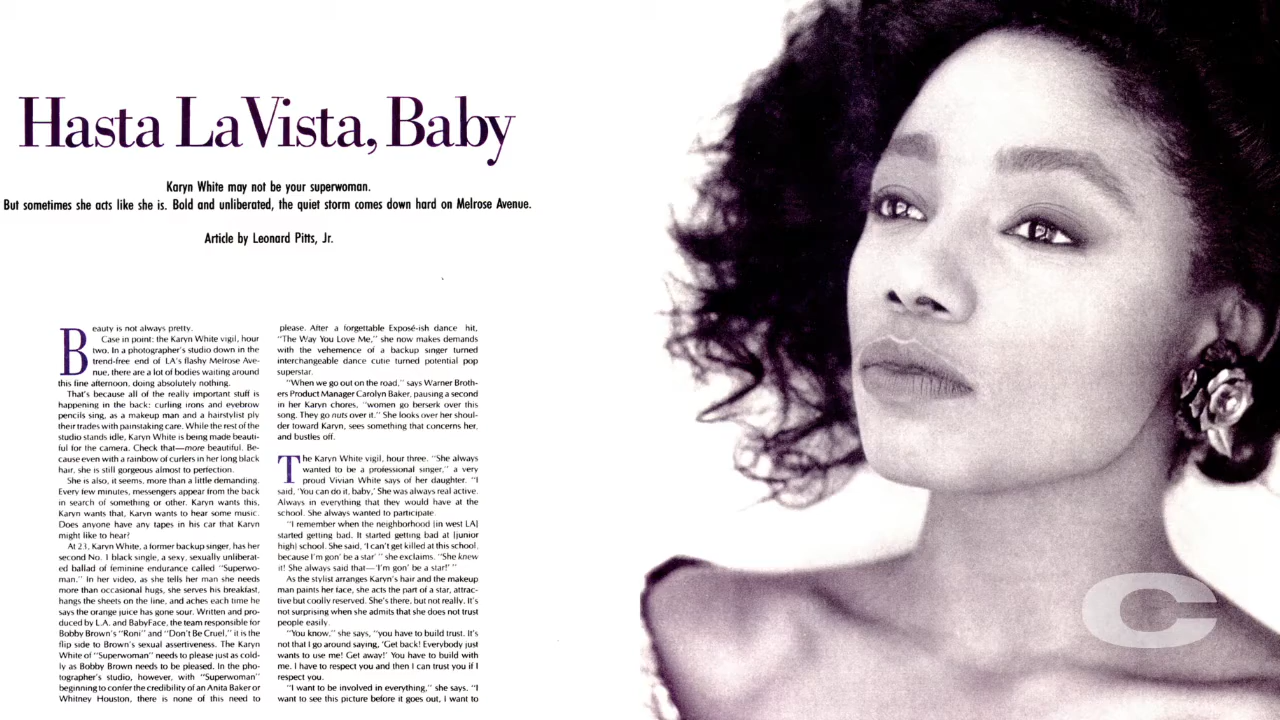 Hasta La Vista, Baby
Karyn White may not be your superwoman.
But sometimes she acts like she is. Bold and unliberated, the quiet storm comes down hard on Melrose Avenue.
Article by Leonard Pitts, Jr.
Beauty is not always pretty.
Case in point: the Karyn White vigil, hour
two. In a photographer's studio down in the
trend-free end of LA's flashy Melrose Ave-
nue, there are a lot of bodies waiting around
this fine afternoon, doing absolutely nothing.
That's because all of the really important stuff is
happening in the back: curling irons and eyebrow
pencils sing, as a makeup man and a hairstylist ply
their trades with painstaking care. While the rest of the
studio stands idle, Karyn White is being made beauti-
ful for the camera. Check that—more beautiful. Be-
cause even with a rainbow of curlers in her long black
hair, she is still gorgeous almost to perfection.
She is also, it seems, more than a little demanding.
Every few minutes, messengers appear from the back
in search of something or other. Karyn wants this,
Karyn wants that, Karyn wants to hear some music.
Does anyone have any tapes in his car that Karyn
might like to hear?
At 23, Karyn White, a former backup singer, has her
second No. 1 black single, a sexy, sexually unliberat-
ed ballad of feminine endurance called "Superwo-
man." In her video, as she tells her man she needs
more than occasional hugs, she serves his breakfast,
hangs the sheets on the line, and aches each time he
says the orange juice has gone sour. Written and pro-
duced by L.A. and BabyFace, the team responsible for
Bobby Brown's "Roni" and "Don't Be Cruel," it is the
flip side to Brown's sexual assertiveness. The Karyn
White of "Superwoman" needs to please just as cold-
ly as Bobby Brown needs to be pleased. In the pho-
tographer's studio, however, with "Superwoman"
beginning to confer the credibility of an Anita Baker or
Whitney Houston, there is none of this need to
please. After a forgettable Exposé-ish dance hit,
"The Way You Love Me," she now makes demands
with the vehemence of a backup singer turned
interchangeable dance cutie turned potential pop
superstar.
"When we go out on the road," says Warner Broth-
ers Product Manager Carolyn Baker, pausing a second
in her Karyn chores, "women go berserk over this
song. They go nuts over it." She looks over her shoul-
der toward Karyn, sees something that concerns her,
and bustles off.
The Karyn White vigil, hour three. "She always
wanted to be a professional singer," a very
proud Vivian White says of her daughter. "I
said, 'You can do it, baby,' She was always real active.
Always in everything that they would have at the
school. She always wanted to participate.
"I remember when the neighborhood [in west LA]
started getting bad. It started getting bad at [junior
high] school. She said, 'I can't get killed at this school,
because I'm gon' be a star' " she exclaims. "She knew
it! She always said that—'I'm gon' be a star!' "
As the stylist arranges Karyn's hair and the makeup
man paints her face, she acts the part of a star, attrac-
tive but coolly reserved. She's there, but not really. It's
not surprising when she admits that she does not trust
people easily.
"You know," she says, "you have to build trust. It's
not that I go around saying, 'Get back! Everybody just
wants to use me! Get away!' You have to build with
me. I have to respect you and then I can trust you if I
respect you.
"I want to be involved in everything," she says. "I
want to see this picture before it goes out, I want to
C